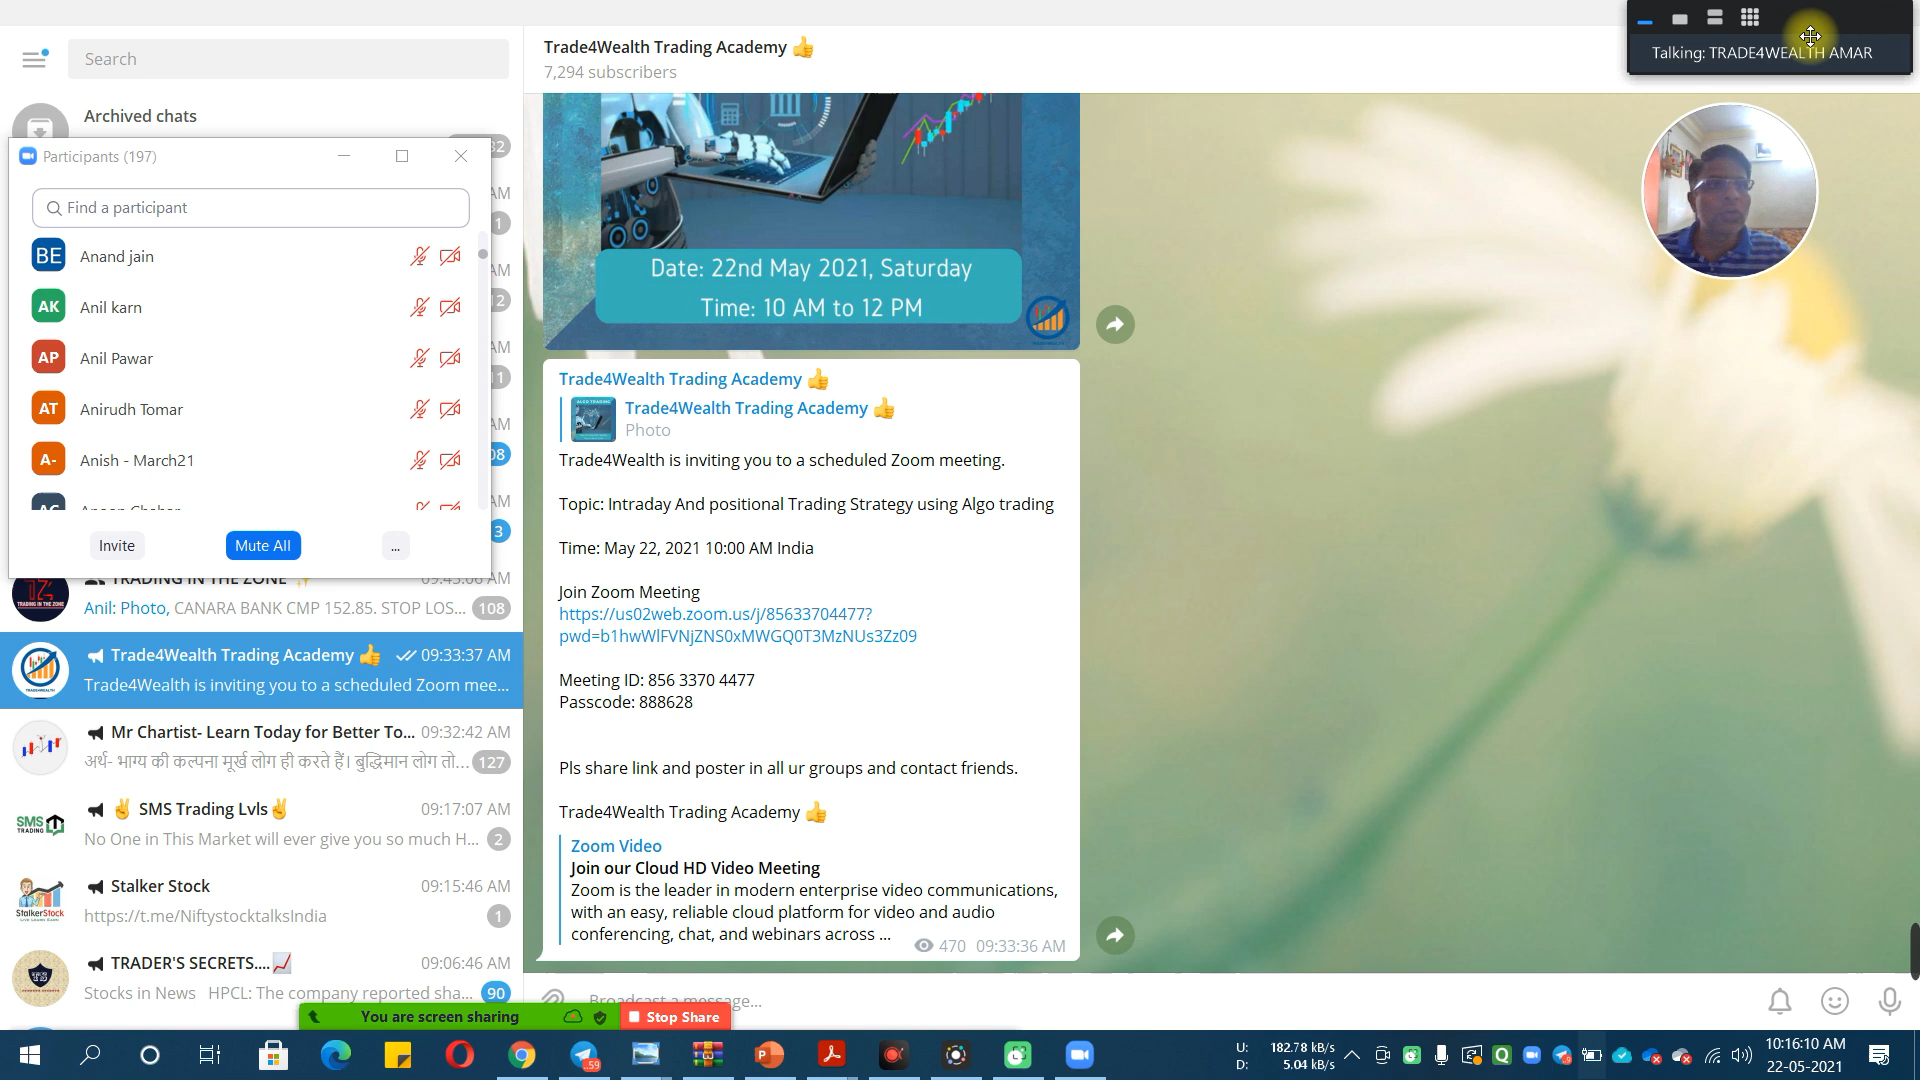 Search
Archived chats
Participants (197)
Find a participant
BE Anand jain
AK Anil karn
AP Anil Pawar
AT Anirudh Tomar
A- Anish - March21
Invite
Mute All
...
TRADING IN THE ZONE ✨
Anil: Photo, CANARA BANK CMP 152.85. STOP LOS... 108
Trade4Wealth Trading Academy 👍 09:33:37 AM
Trade4Wealth is inviting you to a scheduled Zoom mee...
Mr Chartist- Learn Today for Better To... 09:32:42 AM
अर्थ- भाग्य की कल्पना मूर्ख लोग ही करते हैं। बुद्धिमान लोग तो... 127
✌ SMS Trading Lvls✌ 09:17:07 AM
No One in This Market will ever give you so much H... 2
Stalker Stock 09:15:46 AM
https://t.me/NiftystocktalksIndia 1
TRADER'S SECRETS....📈 09:06:46 AM
Stocks in News HPCL: The company reported sha... 90
Trade4Wealth Trading Academy 👍
7,294 subscribers
Date: 22nd May 2021, Saturday
Time: 10 AM to 12 PM
Trade4Wealth Trading Academy 👍
Trade4Wealth Trading Academy 👍
Photo
Trade4Wealth is inviting you to a scheduled Zoom meeting.
Topic: Intraday And positional Trading Strategy using Algo trading
Time: May 22, 2021 10:00 AM India
Join Zoom Meeting
https://us02web.zoom.us/j/85633704477?
pwd=b1hwWlFVNjZNS0xMWGQ0T3MzNUs3Zz09
Meeting ID: 856 3370 4477
Passcode: 888628
Pls share link and poster in all ur groups and contact friends.
Trade4Wealth Trading Academy 👍
Zoom Video
Join our Cloud HD Video Meeting
Zoom is the leader in modern enterprise video communications,
with an easy, reliable cloud platform for video and audio
conferencing, chat, and webinars across ...
470 09:33:36 AM
Broadcast a message...
Talking: TRADE4WEALTH AMAR
You are screen sharing
Stop Share
U: 182.78 kB/s
D: 5.04 kB/s
10:16:10 AM
22-05-2021